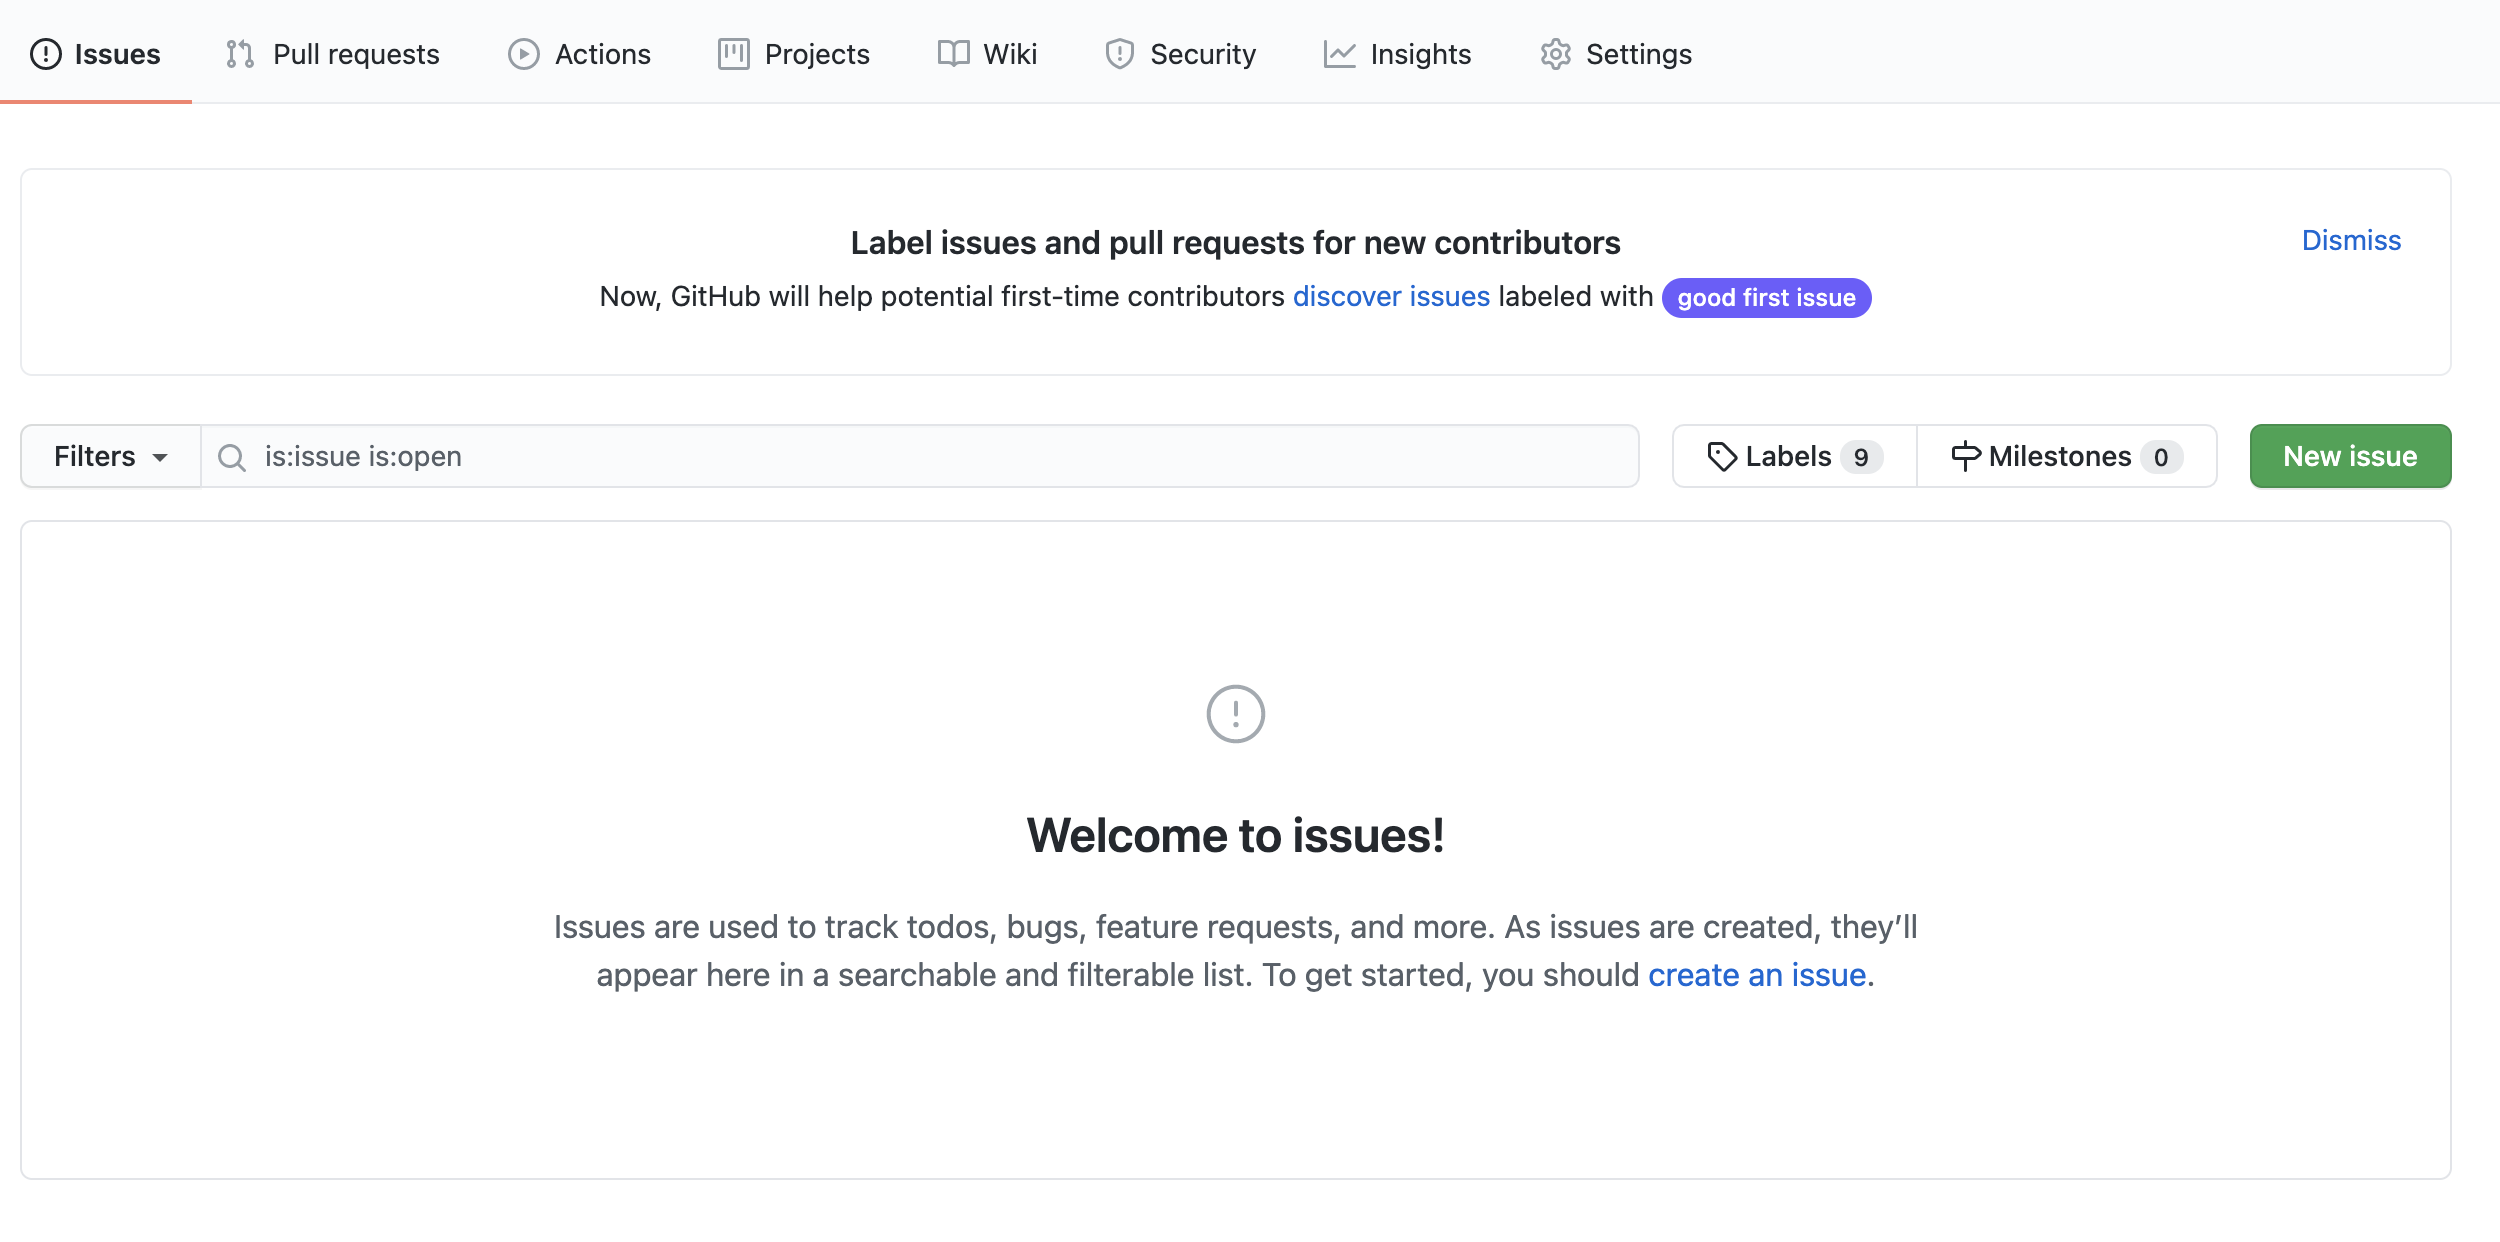 Issues Pull requests Actions Projects Wiki Security Insights Settings
Label issues and pull requests for new contributors
Dismiss
Now, GitHub will help potential first-time contributors discover issues labeled with good first issue
Filters is:issue is:open Labels 9 Milestones 0 New issue
Welcome to issues!
Issues are used to track todos, bugs, feature requests, and more. As issues are created, they’ll
appear here in a searchable and filterable list. To get started, you should create an issue.